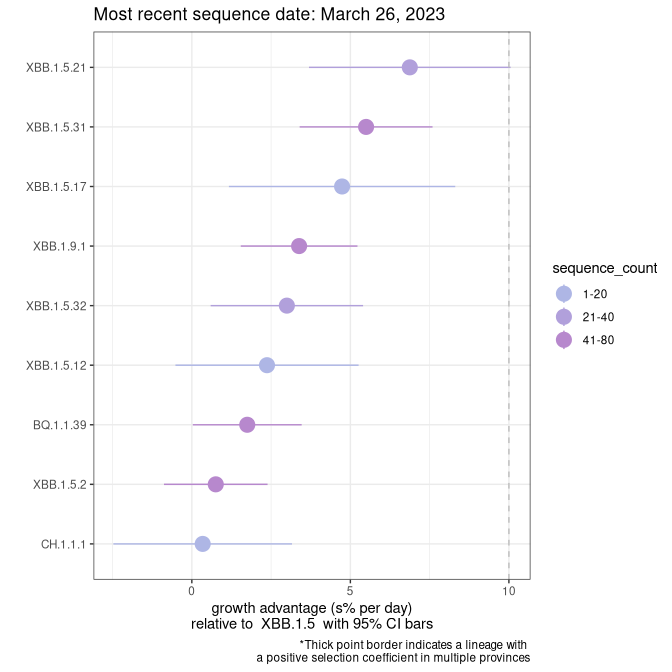 Most recent sequence date: March 26, 2023
XBB.1.5.21
XBB.1.5.31
XBB.1.5.17
XBB.1.9.1
XBB.1.5.32
XBB.1.5.12
BQ.1.1.39
XBB.1.5.2
CH.1.1.1
0 5 10
growth advantage (s% per day)
relative to  XBB.1.5  with 95% CI bars
sequence_count
1-20
21-40
41-80
*Thick point border indicates a lineage with
a positive selection coefficient in multiple provinces